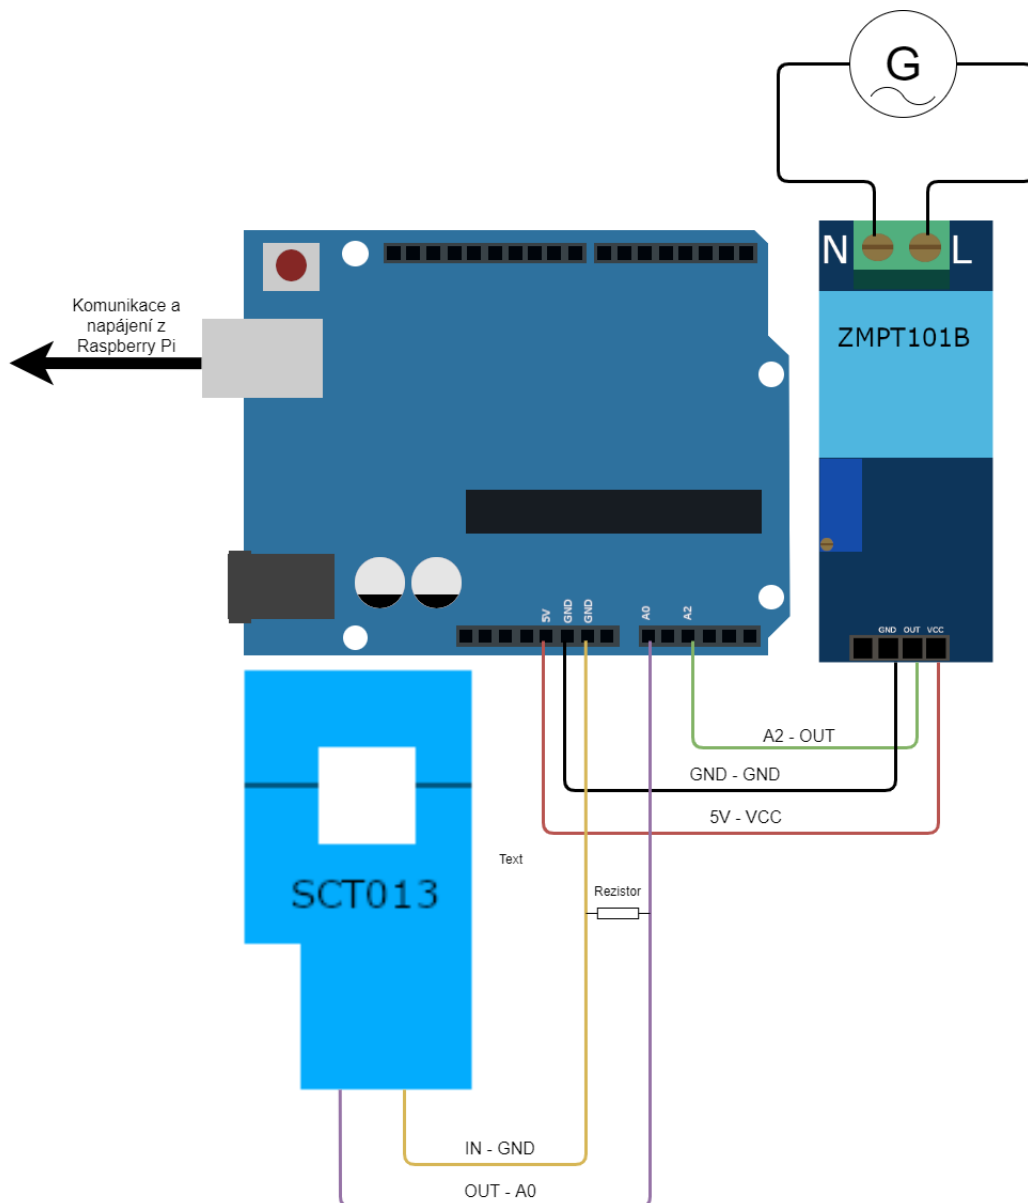 G
N
L
ZMPT101B
Komunikace a
napájení z
Raspberry Pi
5V
GND
GND
A0
A2
GND
OUT
VCC
A2 - OUT
GND - GND
5V - VCC
Text
SCT013
Rezistor
IN - GND
OUT - A0